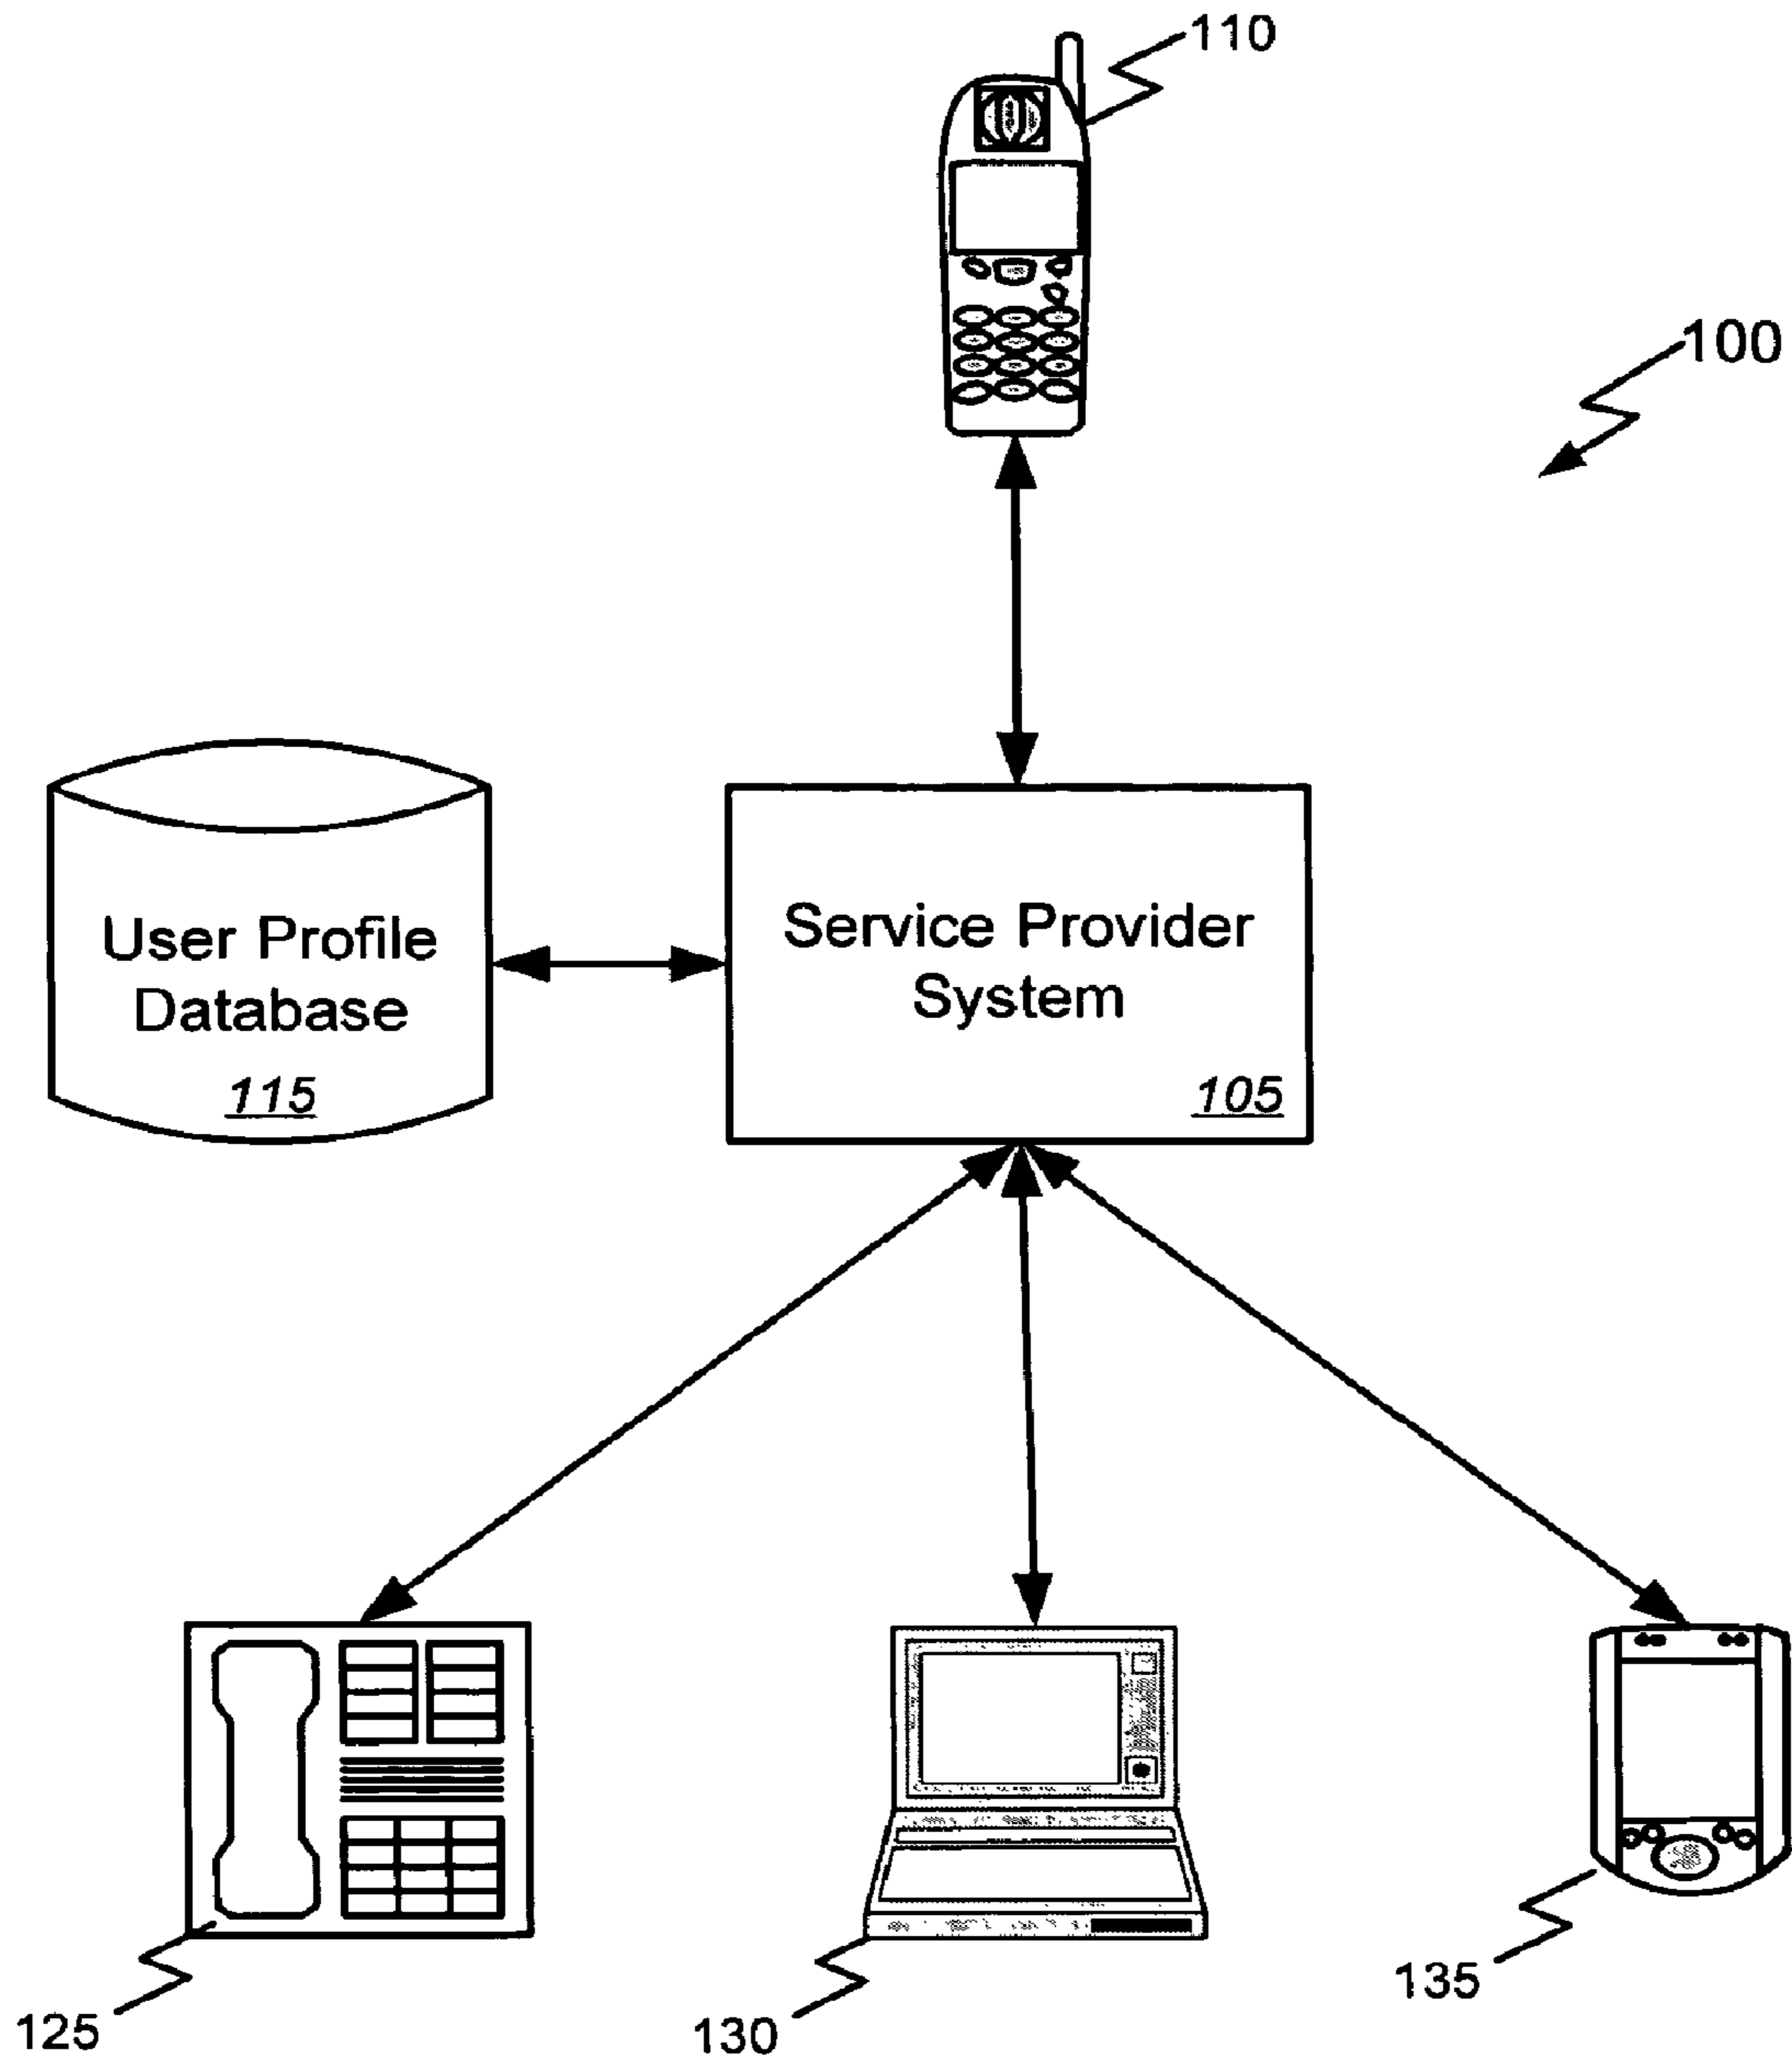 110
100
User Profile
Database
115
Service Provider
System
105
125
130
135